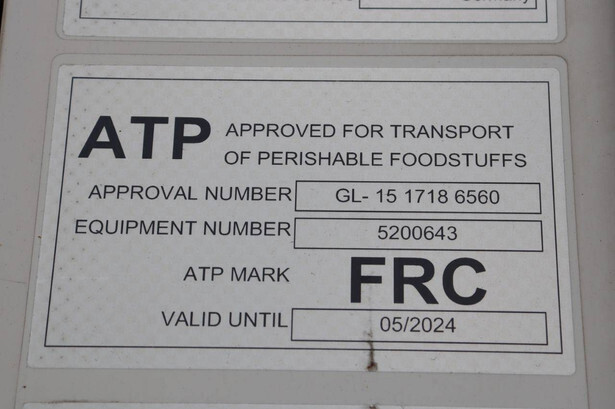 Germany
ATP APPROVED FOR TRANSPORT
OF PERISHABLE FOODSTUFFS
APPROVAL NUMBER GL- 15 1718 6560
EQUIPMENT NUMBER 5200643
ATP MARK FRC
VALID UNTIL 05/2024